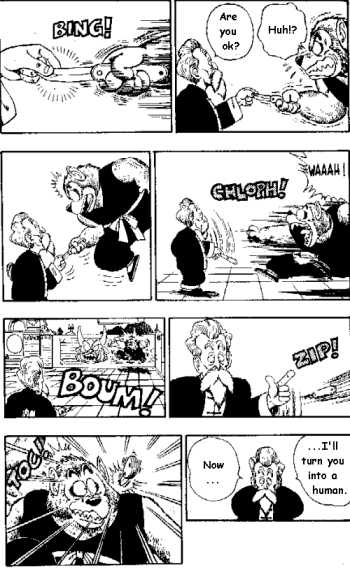 BING!
Are
you
ok?
Huh!?
CHLOPH!
WAAAH!
BOUM!
ZIP!
TOC!
Now
...
...I'll
turn you
into a
human.